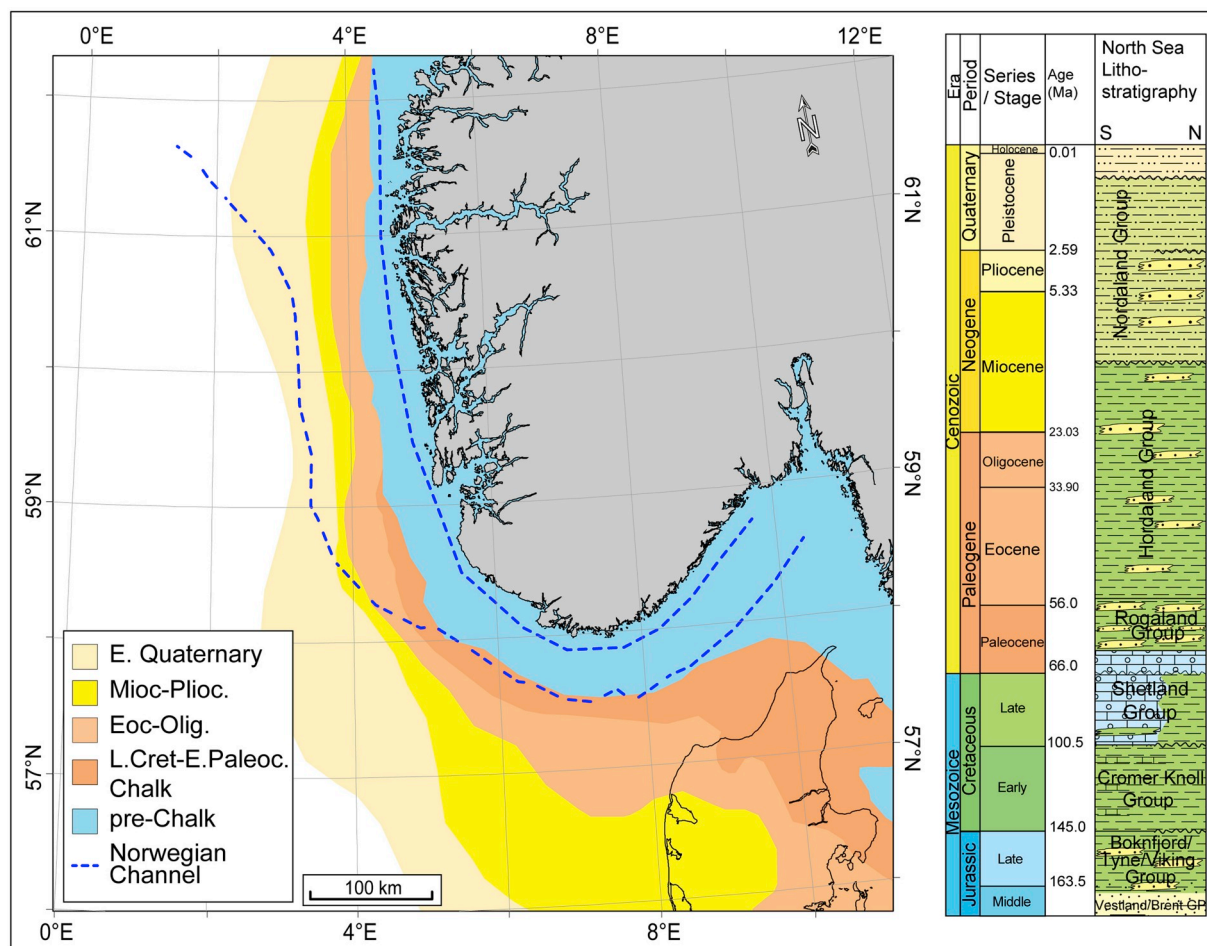 0°E
4°E
8°E
12°E
N
61°N
59°N
57°N
61°N
59°N
57°N
E. Quaternary
Mioc-Plioc.
Eoc-Olig.
L.Cret-E.Paleoc.
Chalk
pre-Chalk
Norwegian
Channel
100 km
0°E
4°E
8°E
Era
Period
Series
/ Stage
Age
(Ma)
North Sea
Litho-
stratigraphy
S N
Cenozoic
Mesozoice
Quaternary
Neogene
Paleogene
Cretaceous
Jurassic
Holocene
Pleistocene
Pliocene
Miocene
Oligocene
Eocene
Paleocene
Late
Early
Late
Middle
0.01
2.59
5.33
23.03
33.90
56.0
66.0
100.5
145.0
163.5
Nordaland Group
Hordaland Group
Rogaland
Group
Shetland
Group
Cromer Knoll
Group
Boknfjord/
Tyne/Viking
Group
Vestland/Brent GP